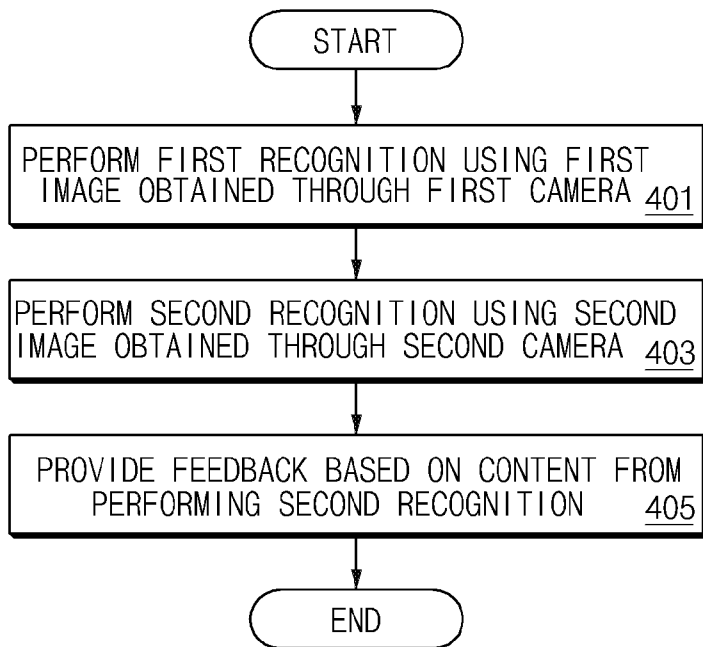 START
PERFORM FIRST RECOGNITION USING FIRST
IMAGE OBTAINED THROUGH FIRST CAMERA 401
PERFORM SECOND RECOGNITION USING SECOND
IMAGE OBTAINED THROUGH SECOND CAMERA 403
PROVIDE FEEDBACK BASED ON CONTENT FROM
PERFORMING SECOND RECOGNITION 405
END